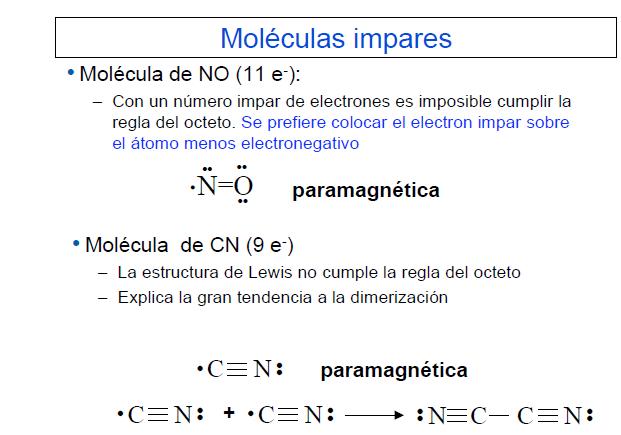 Moléculas impares
• Molécula de NO (11 e-):
– Con un número impar de electrones es imposible cumplir la
regla del octeto. Se prefiere colocar el electron impar sobre
el átomo menos electronegativo
·N̈=Ö̤ paramagnética
• Molécula de CN (9 e-)
– La estructura de Lewis no cumple la regla del octeto
– Explica la gran tendencia a la dimerización
·C≡N: paramagnética
·C≡N: + ·C≡N: → :N≡C—C≡N: